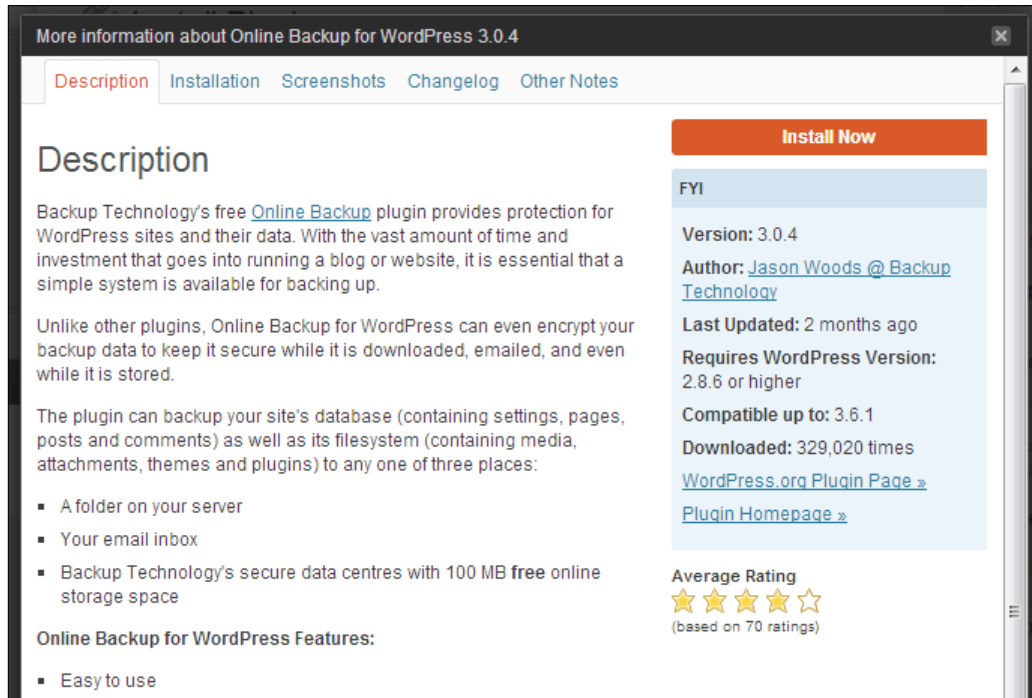 More information about Online Backup for WordPress 3.0.4
Description Installation Screenshots Changelog Other Notes
Description
Backup Technology's free Online Backup plugin provides protection for
WordPress sites and their data. With the vast amount of time and
investment that goes into running a blog or website, it is essential that a
simple system is available for backing up.
Unlike other plugins, Online Backup for WordPress can even encrypt your
backup data to keep it secure while it is downloaded, emailed, and even
while it is stored.
The plugin can backup your site's database (containing settings, pages,
posts and comments) as well as its filesystem (containing media,
attachments, themes and plugins) to any one of three places:
A folder on your server
Your email inbox
Backup Technology's secure data centres with 100 MB free online
storage space
Online Backup for WordPress Features:
Easy to use
Install Now
FYI
Version: 3.0.4
Author: Jason Woods @ Backup
Technology
Last Updated: 2 months ago
Requires WordPress Version:
2.8.6 or higher
Compatible up to: 3.6.1
Downloaded: 329,020 times
WordPress.org Plugin Page »
Plugin Homepage »
Average Rating
(based on 70 ratings)